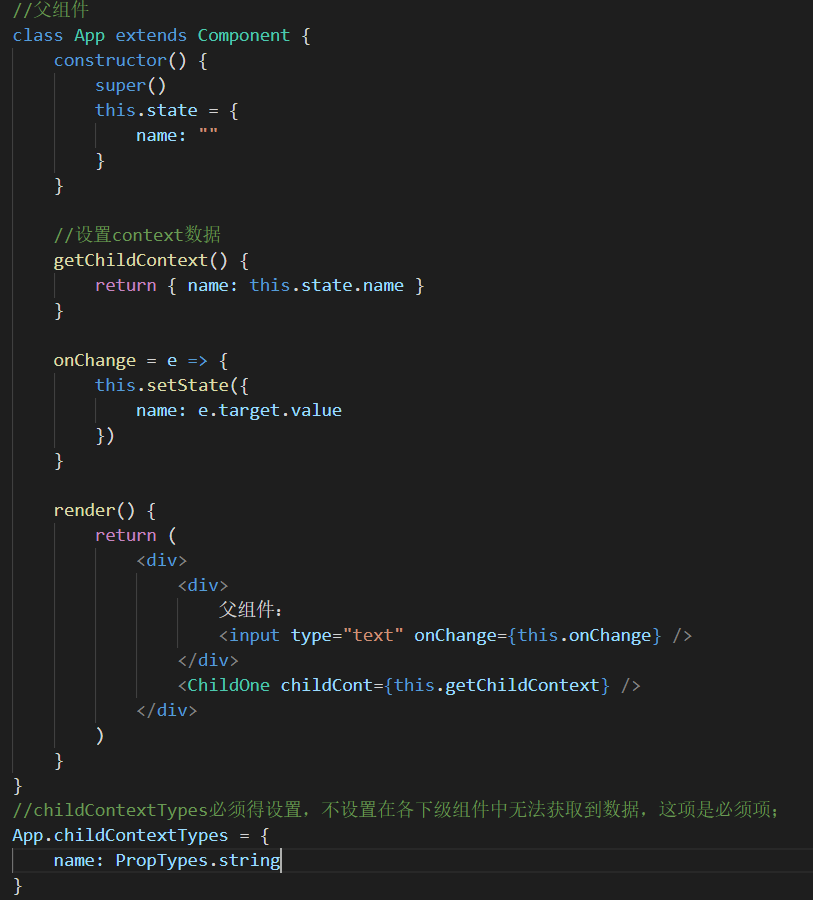 //父组件
class App extends Component {
constructor() {
super()
this.state = {
name: ""
}
}
//设置context数据
getChildContext() {
return { name: this.state.name }
}
onChange = e => {
this.setState({
name: e.target.value
})
}
render() {
return (
<div>
<div>
父组件:
<input type="text" onChange={this.onChange} />
</div>
<ChildOne childCont={this.getChildContext} />
</div>
)
}
}
//childContextTypes必须得设置，不设置在各下级组件中无法获取到数据，这项是必须项；
App.childContextTypes = {
name: PropTypes.string
}